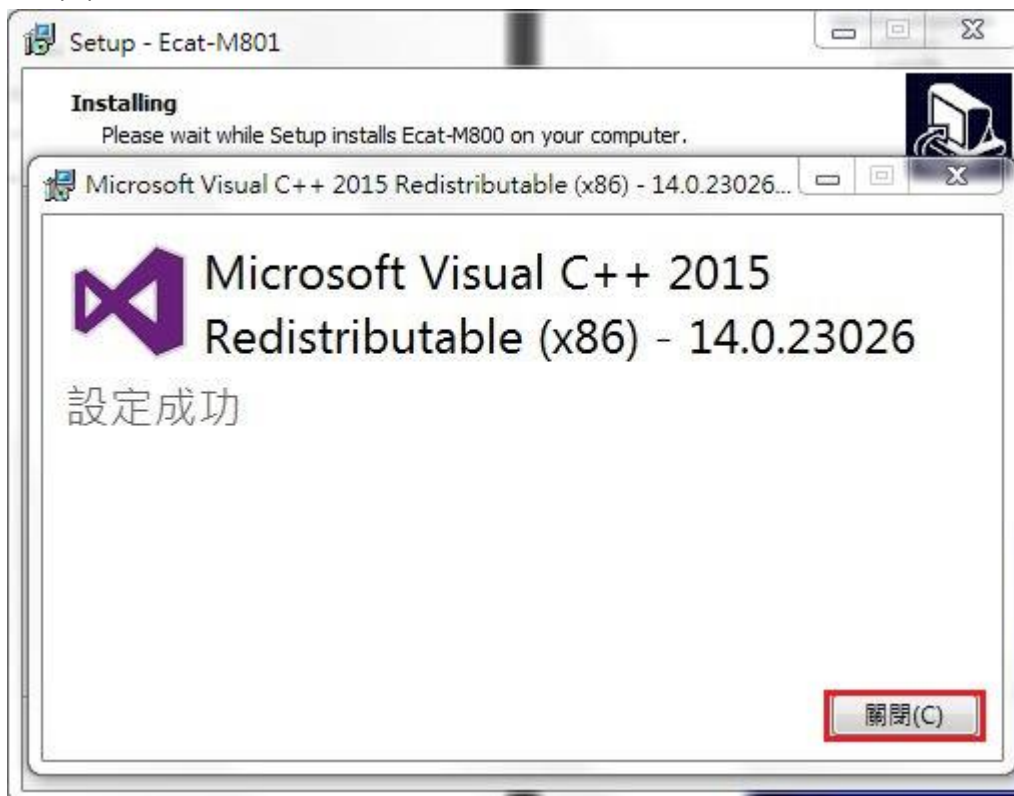 Setup - Ecat-M801
Installing
Please wait while Setup installs Ecat-M800 on your computer.
Microsoft Visual C++ 2015 Redistributable (x86) - 14.0.23026...
Microsoft Visual C++ 2015
Redistributable (x86) - 14.0.23026
設定成功
關閉(C)